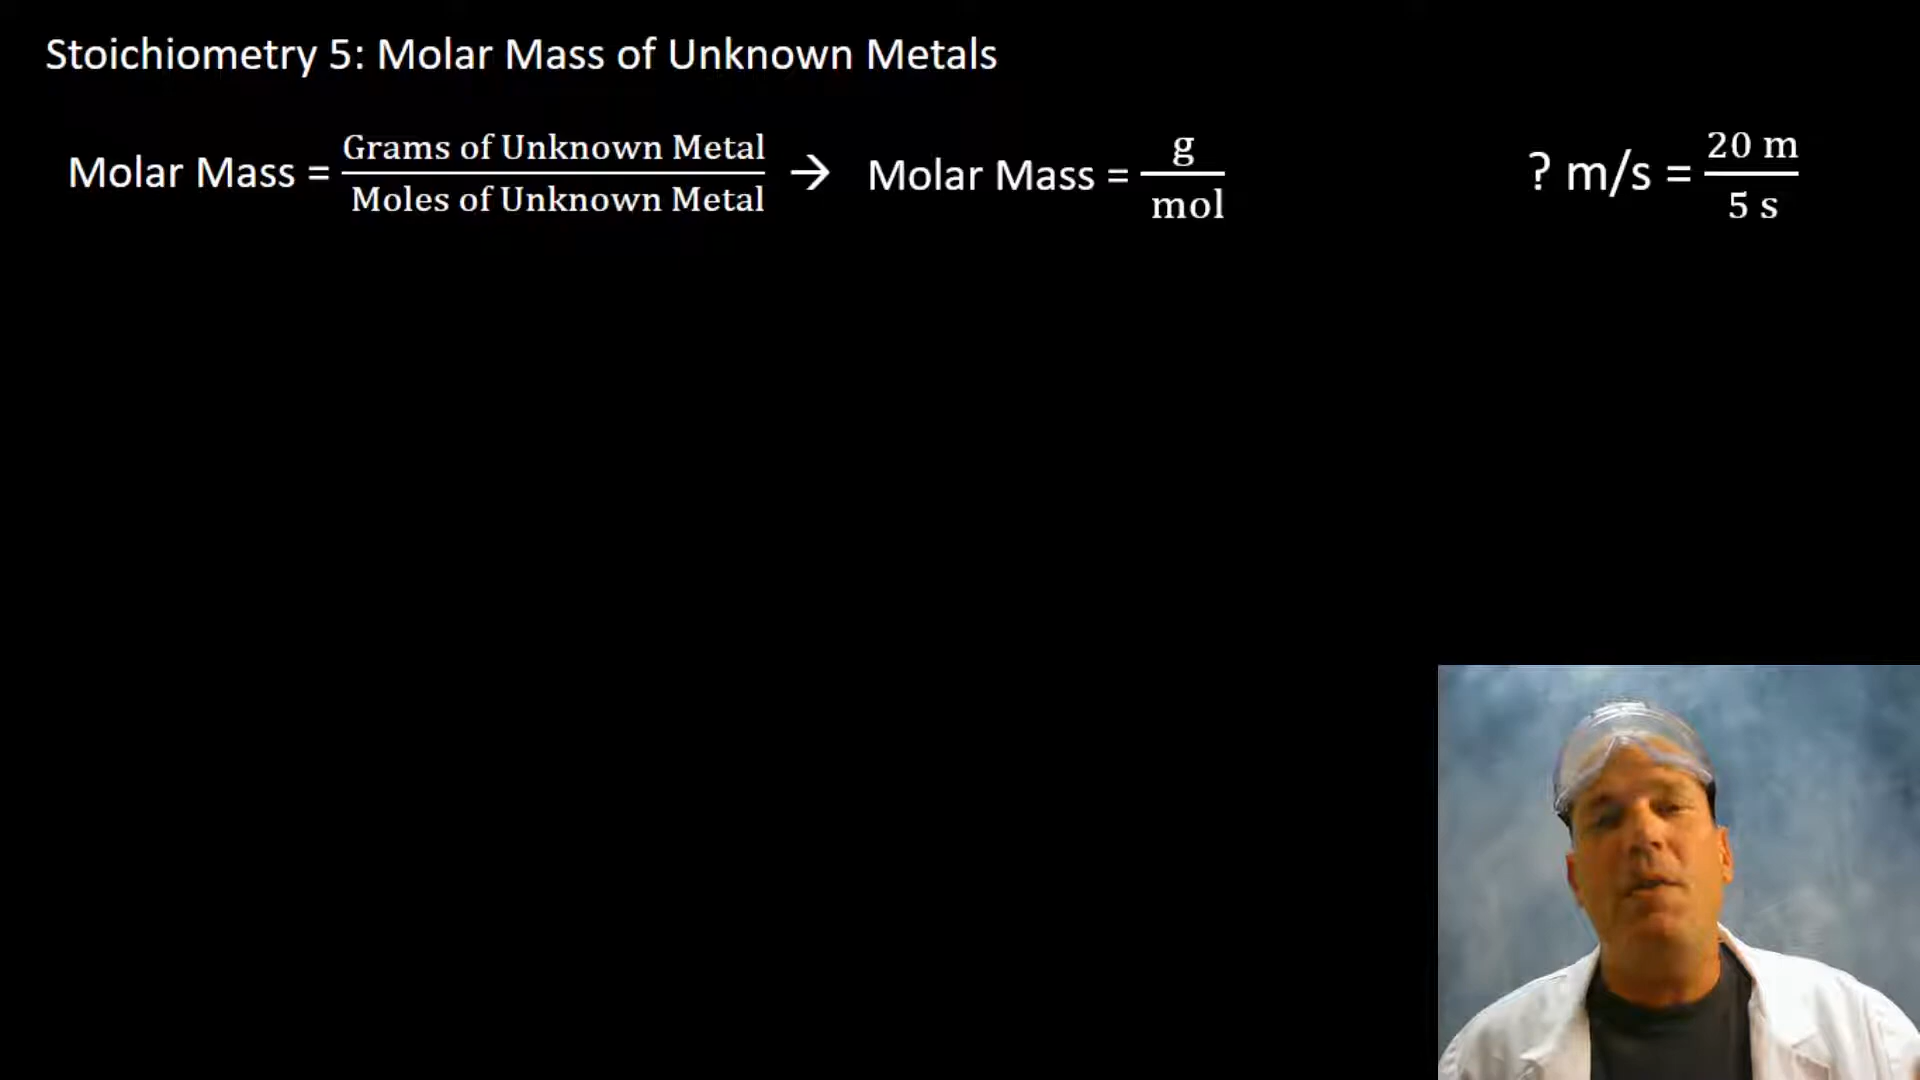 Stoichiometry 5: Molar Mass of Unknown Metals
Molar Mass = Grams of Unknown Metal / Moles of Unknown Metal → Molar Mass = g / mol
? m/s = 20 m / 5 s